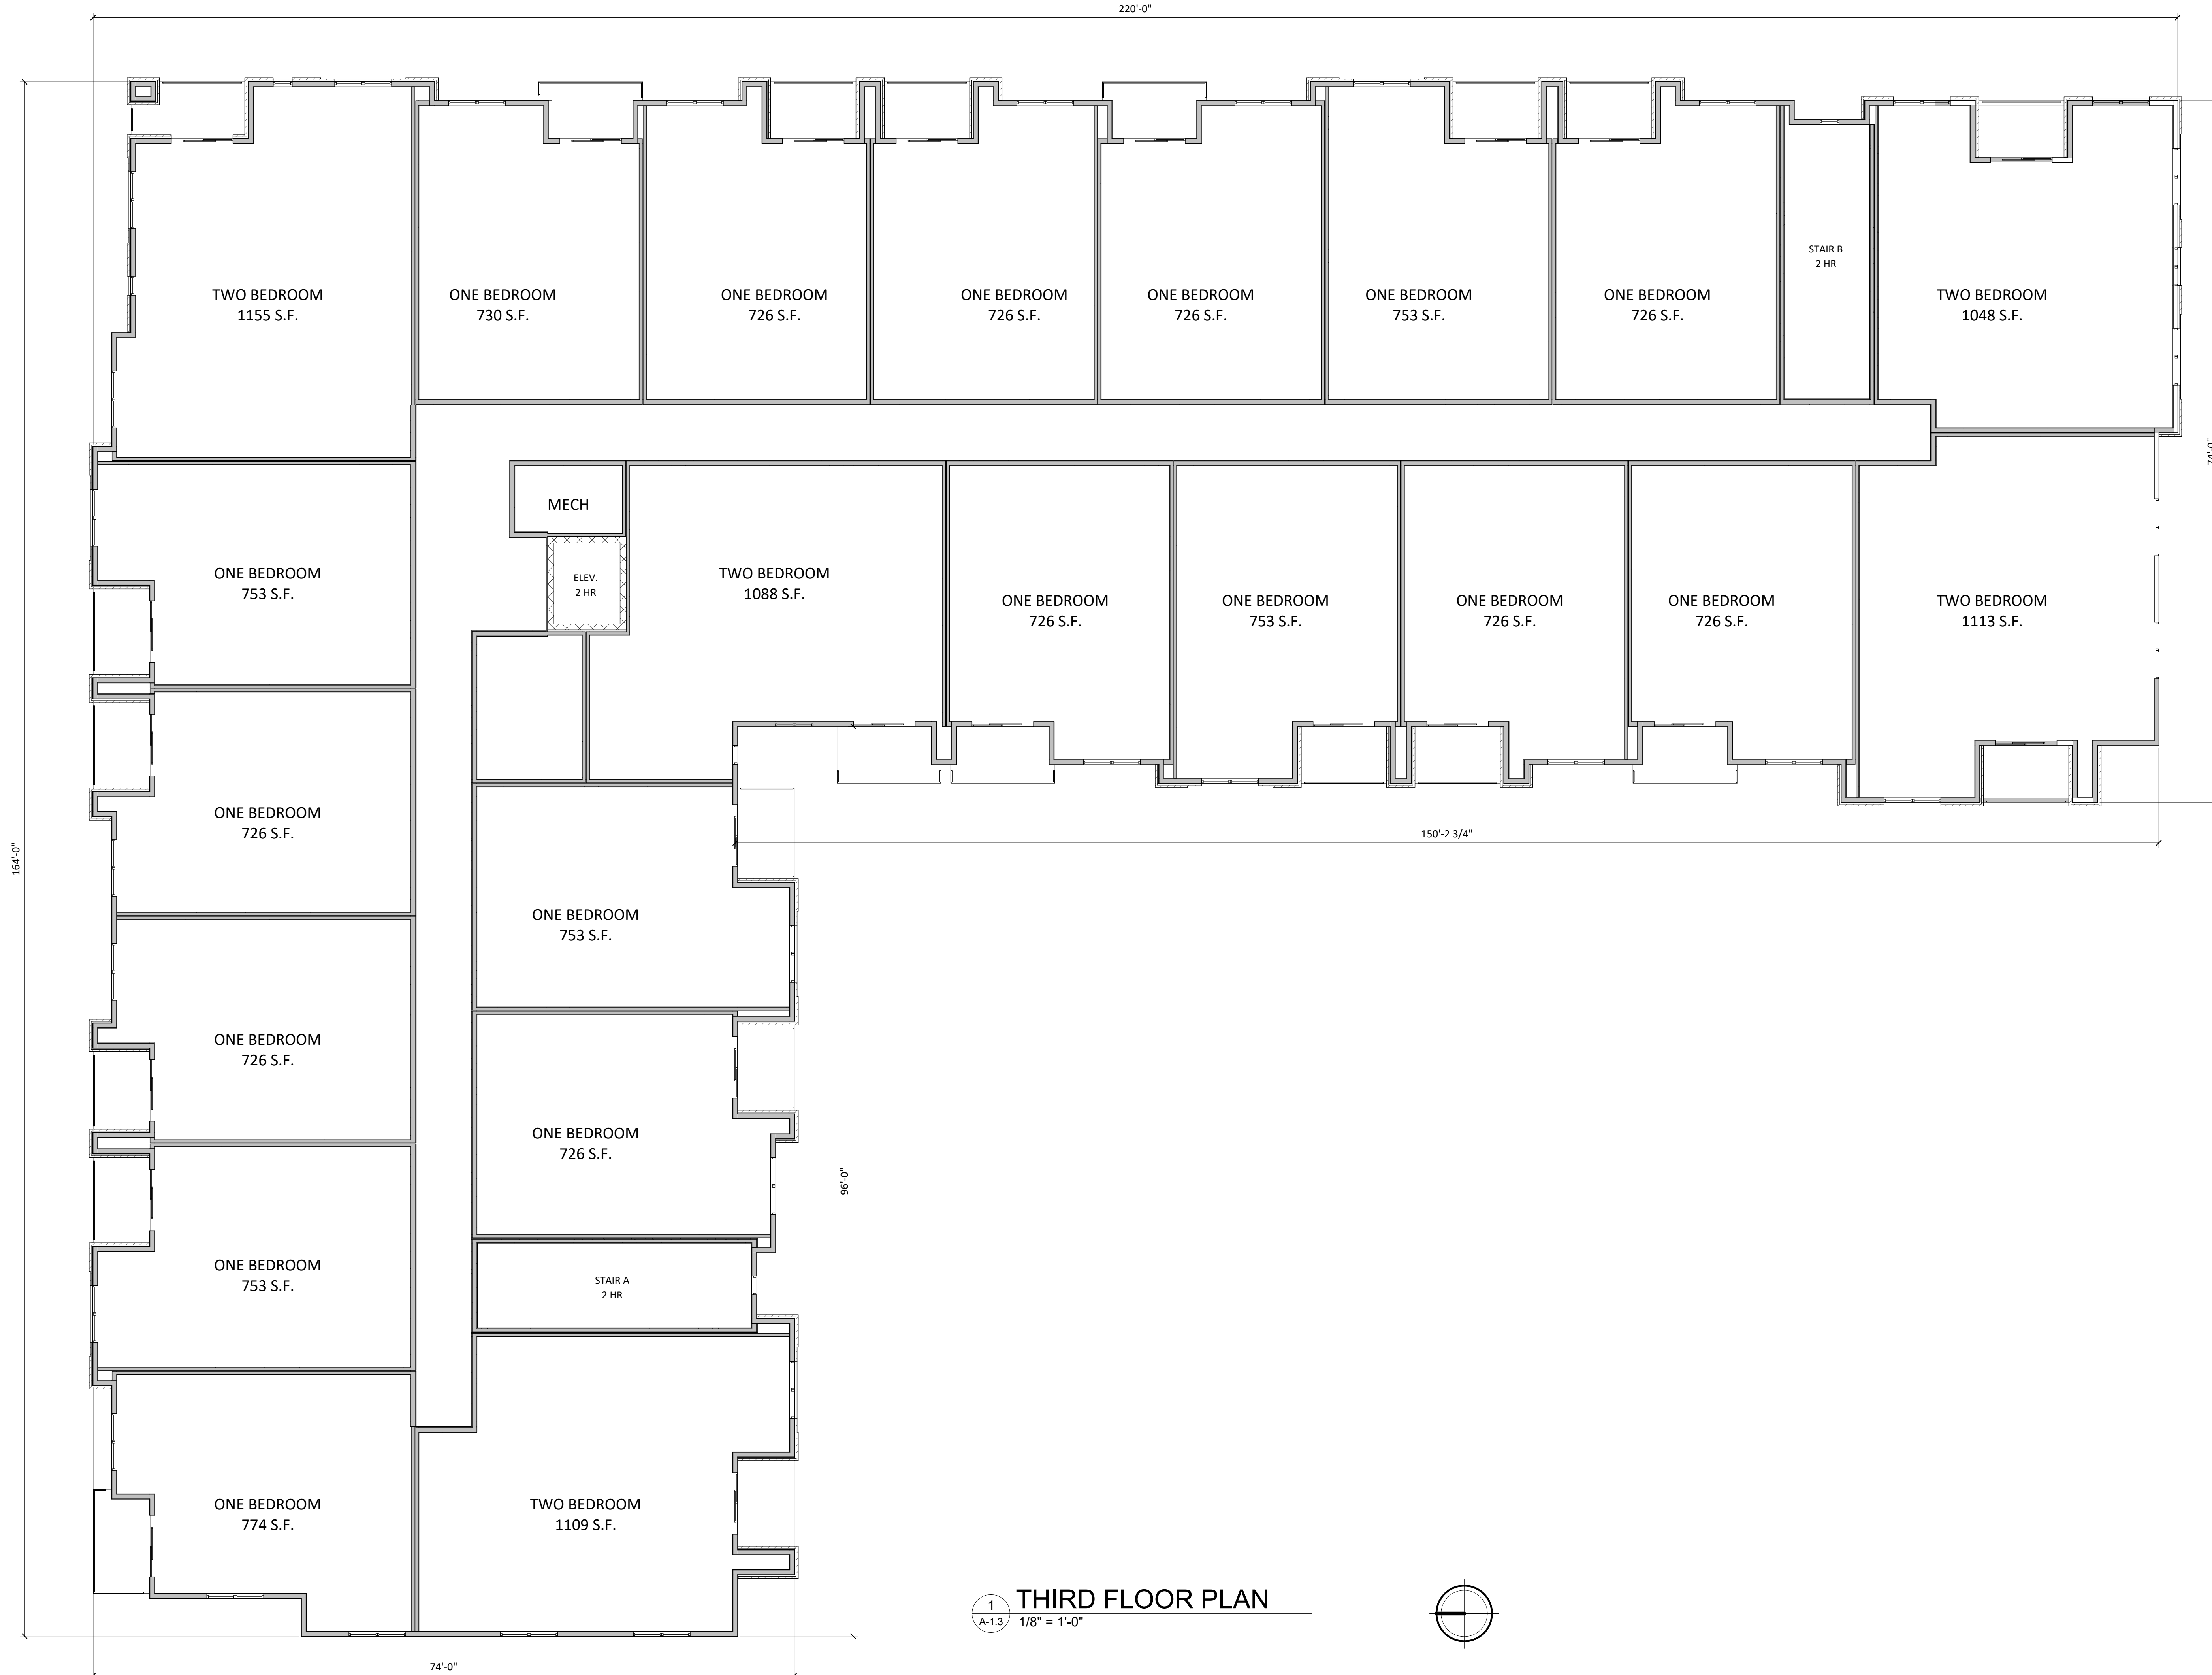 220'-0"
STAIR B
2 HR
TWO BEDROOM
1155 S.F.
ONE BEDROOM
730 S.F.
ONE BEDROOM
726 S.F.
ONE BEDROOM
726 S.F.
ONE BEDROOM
726 S.F.
ONE BEDROOM
753 S.F.
ONE BEDROOM
726 S.F.
TWO BEDROOM
1048 S.F.
74'-0"
MECH
ELEV.
2 HR
ONE BEDROOM
753 S.F.
TWO BEDROOM
1088 S.F.
ONE BEDROOM
726 S.F.
ONE BEDROOM
753 S.F.
ONE BEDROOM
726 S.F.
ONE BEDROOM
726 S.F.
TWO BEDROOM
1113 S.F.
ONE BEDROOM
726 S.F.
150'-2 3/4"
164'-0"
ONE BEDROOM
753 S.F.
ONE BEDROOM
726 S.F.
ONE BEDROOM
726 S.F.
96'-0"
ONE BEDROOM
753 S.F.
STAIR A
2 HR
ONE BEDROOM
774 S.F.
TWO BEDROOM
1109 S.F.
1
A-1.3
THIRD FLOOR PLAN
1/8" = 1'-0"
74'-0"